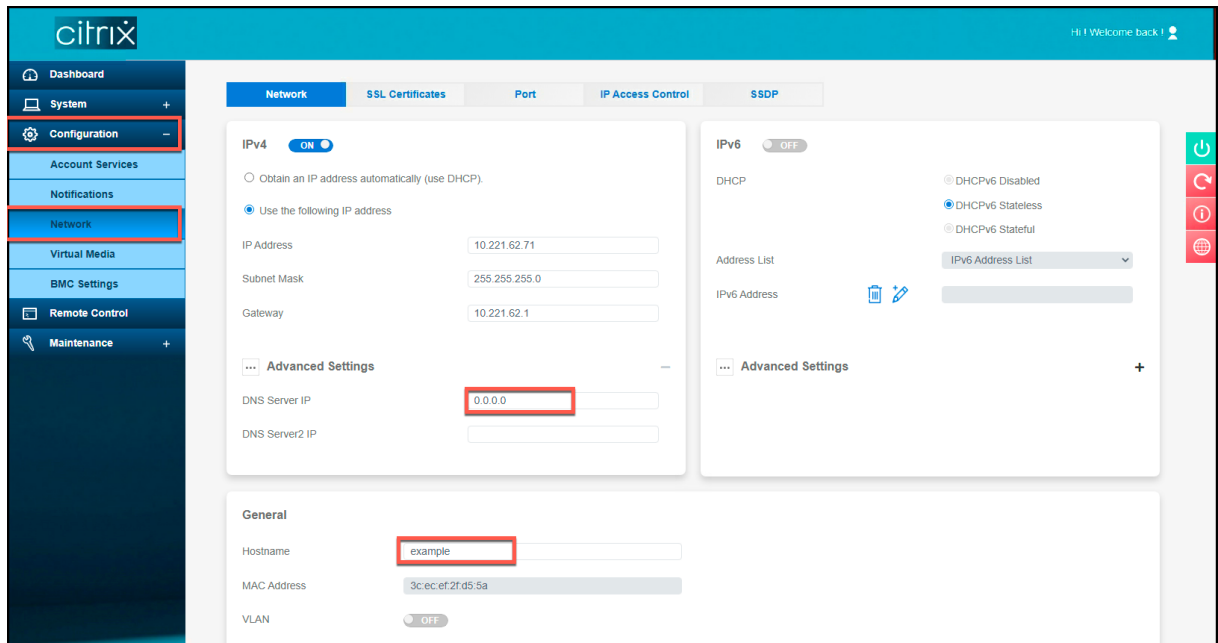 citrix
Hi ! Welcome back !
Dashboard
System +
Configuration −
Account Services
Notifications
Network
Virtual Media
BMC Settings
Remote Control
Maintenance +
Network SSL Certificates Port IP Access Control SSDP
IPv4 ON
Obtain an IP address automatically (use DHCP).
Use the following IP address
IP Address 10.221.62.71
Subnet Mask 255.255.255.0
Gateway 10.221.62.1
... Advanced Settings −
DNS Server IP 0.0.0.0
DNS Server2 IP
IPv6 OFF
DHCP DHCPv6 Disabled
DHCPv6 Stateless
DHCPv6 Stateful
Address List IPv6 Address List
IPv6 Address
... Advanced Settings +
General
Hostname example
MAC Address 3c:ec:ef:2f:d5:5a
VLAN OFF